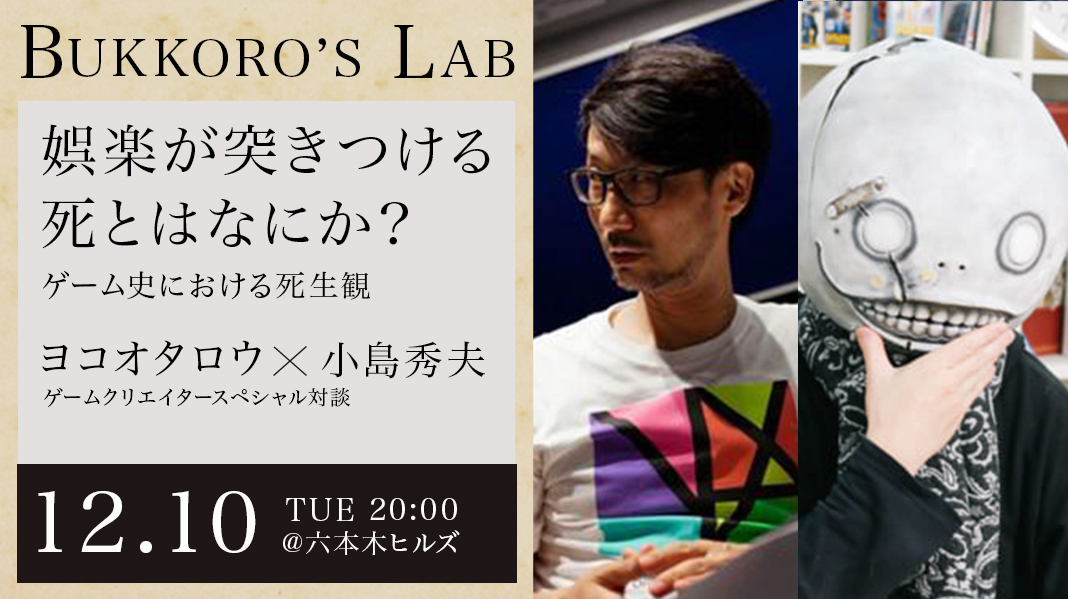 BUKKORO’S LAB
娯楽が突きつける
死とはなにか？
ゲーム史における死生観
ヨコオタロウ×小島秀夫
ゲームクリエイタースペシャル対談
12.10
TUE 20:00
@六本木ヒルズ